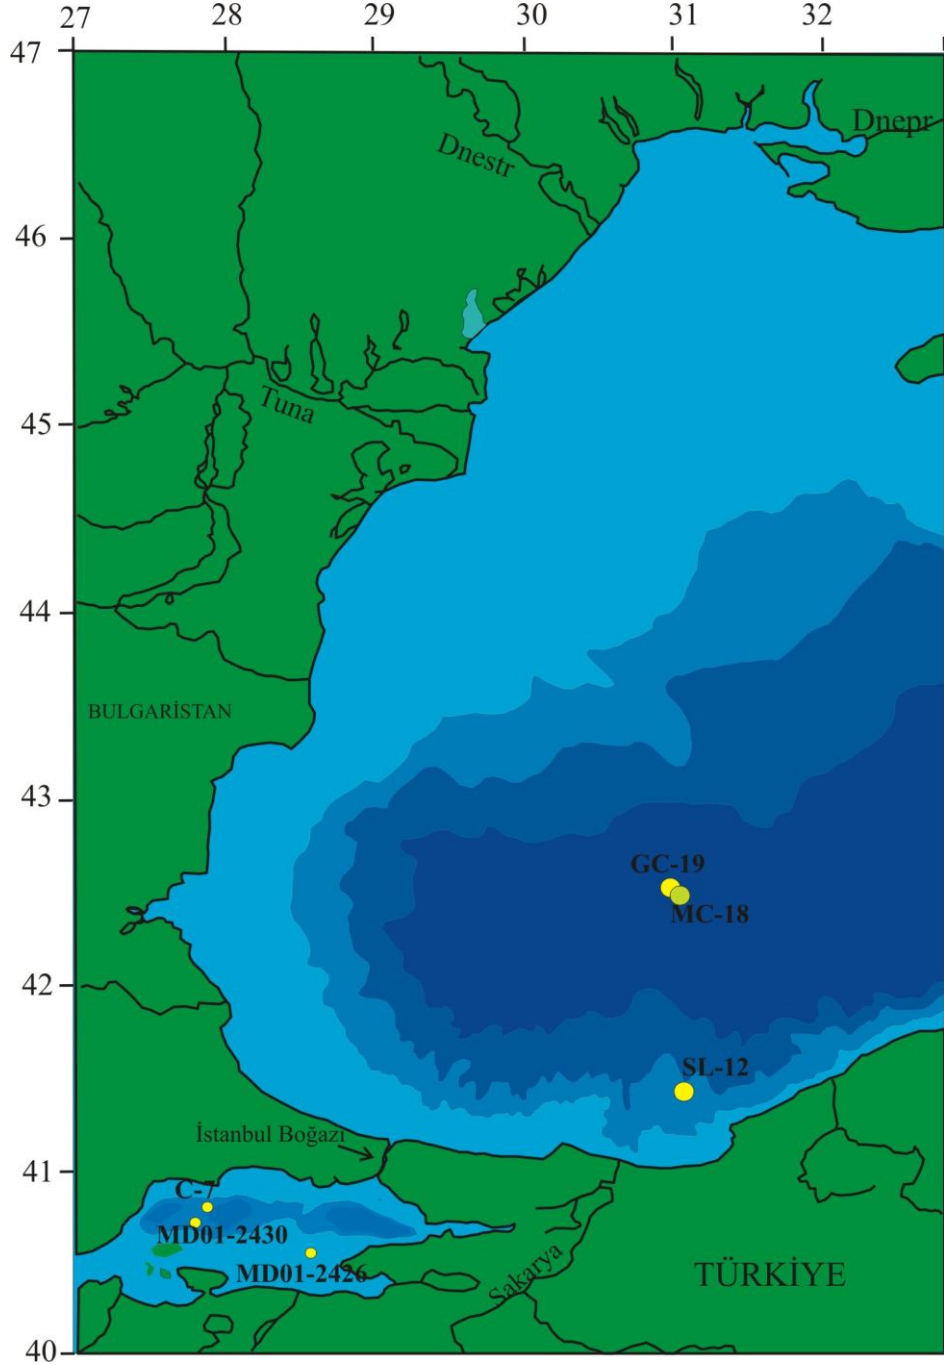 27 28 29 30 31 32
47
Dnepr
Dnestr
46
45
Tuna
44
BULGARİSTAN
43
GC-19
MC-18
42
SL-12
İstanbul Boğazı
41
C-7
MD01-2430
MD01-2426
Sakarya
TÜRKİYE
40